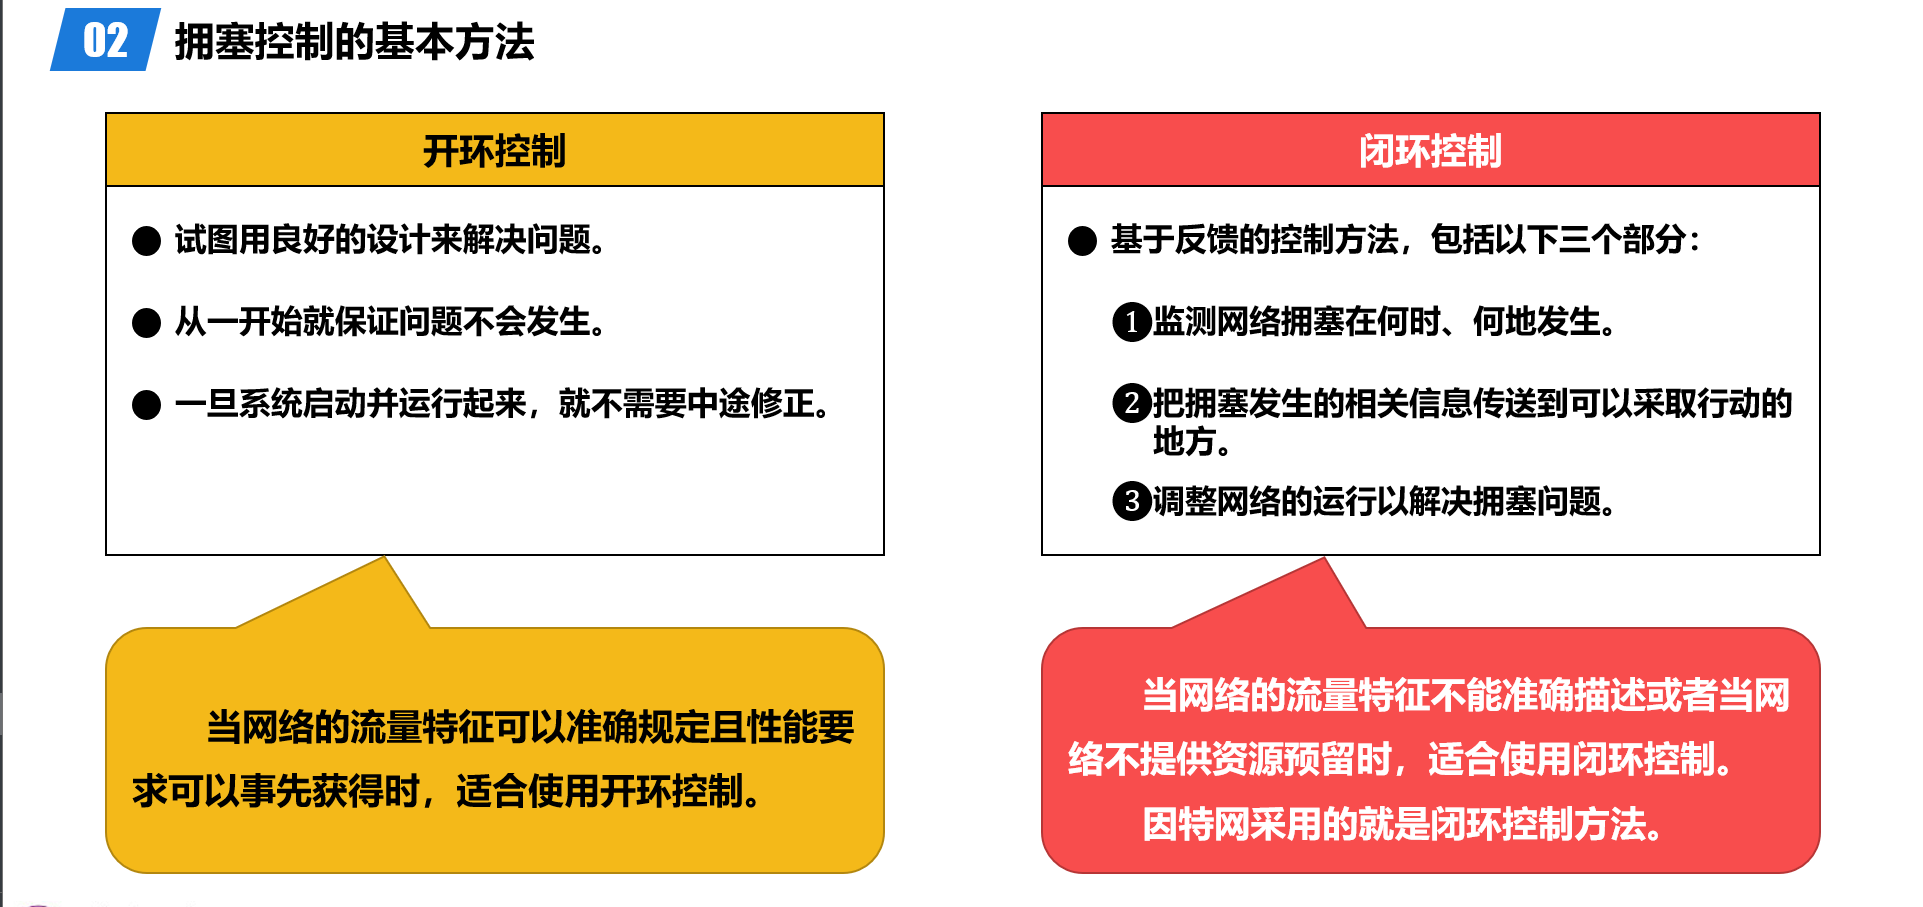 02 拥塞控制的基本方法
开环控制
● 试图用良好的设计来解决问题。
● 从一开始就保证问题不会发生。
● 一旦系统启动并运行起来，就不需要中途修正。
当网络的流量特征可以准确规定且性能要
求可以事先获得时，适合使用开环控制。
闭环控制
● 基于反馈的控制方法，包括以下三个部分：
❶监测网络拥塞在何时、何地发生。
❷把拥塞发生的相关信息传送到可以采取行动的
地方。
❸调整网络的运行以解决拥塞问题。
当网络的流量特征不能准确描述或者当网
络不提供资源预留时，适合使用闭环控制。
因特网采用的就是闭环控制方法。